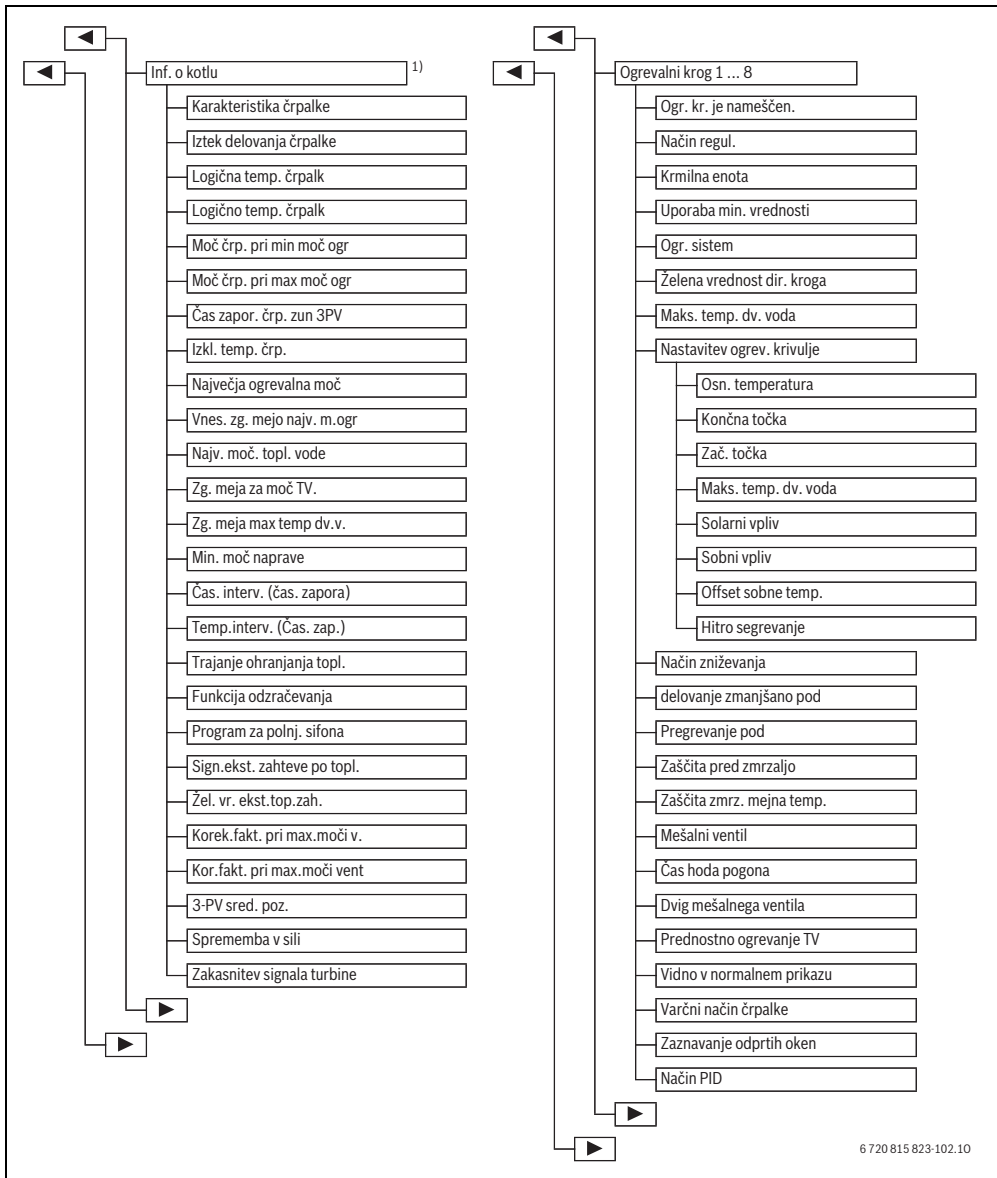 Inf. o kotlu 1)
Karakteristika črpalke
Iztek delovanja črpalke
Logična temp. črpalk
Logično temp. črpalk
Moč črp. pri min moč ogr
Moč črp. pri max moč ogr
Čas zapor. črp. zun 3PV
Izkl. temp. črp.
Največja ogrevalna moč
Vnes. zg. mejo najv. m.ogr
Najv. moč. topl. vode
Zg. meja za moč TV.
Zg. meja max temp dv.v.
Min. moč naprave
Čas. interv. (čas. zapora)
Temp.interv. (Čas. zap.)
Trajanje ohranjanja topl.
Funkcija odzračevanja
Program za polnj. sifona
Sign.ekst. zahteve po topl.
Žel. vr. ekst.top.zah.
Korek.fakt. pri max.moči v.
Kor.fakt. pri max.moči vent
3-PV sred. poz.
Sprememba v sili
Zakasnitev signala turbine
Ogrevalni krog 1 ... 8
Ogr. kr. je nameščen.
Način regul.
Krmilna enota
Uporaba min. vrednosti
Ogr. sistem
Želena vrednost dir. kroga
Maks. temp. dv. voda
Nastavitev ogrev. krivulje
Osn. temperatura
Končna točka
Zač. točka
Maks. temp. dv. voda
Solarni vpliv
Sobni vpliv
Offset sobne temp.
Hitro segrevanje
Način zniževanja
delovanje zmanjšano pod
Pregrevanje pod
Zaščita pred zmrzaljo
Zaščita zmrz. mejna temp.
Mešalni ventil
Čas hoda pogona
Dvig mešalnega ventila
Prednostno ogrevanje TV
Vidno v normalnem prikazu
Varčni način črpalke
Zaznavanje odprtih oken
Način PID
6 720 815 823-102.1O